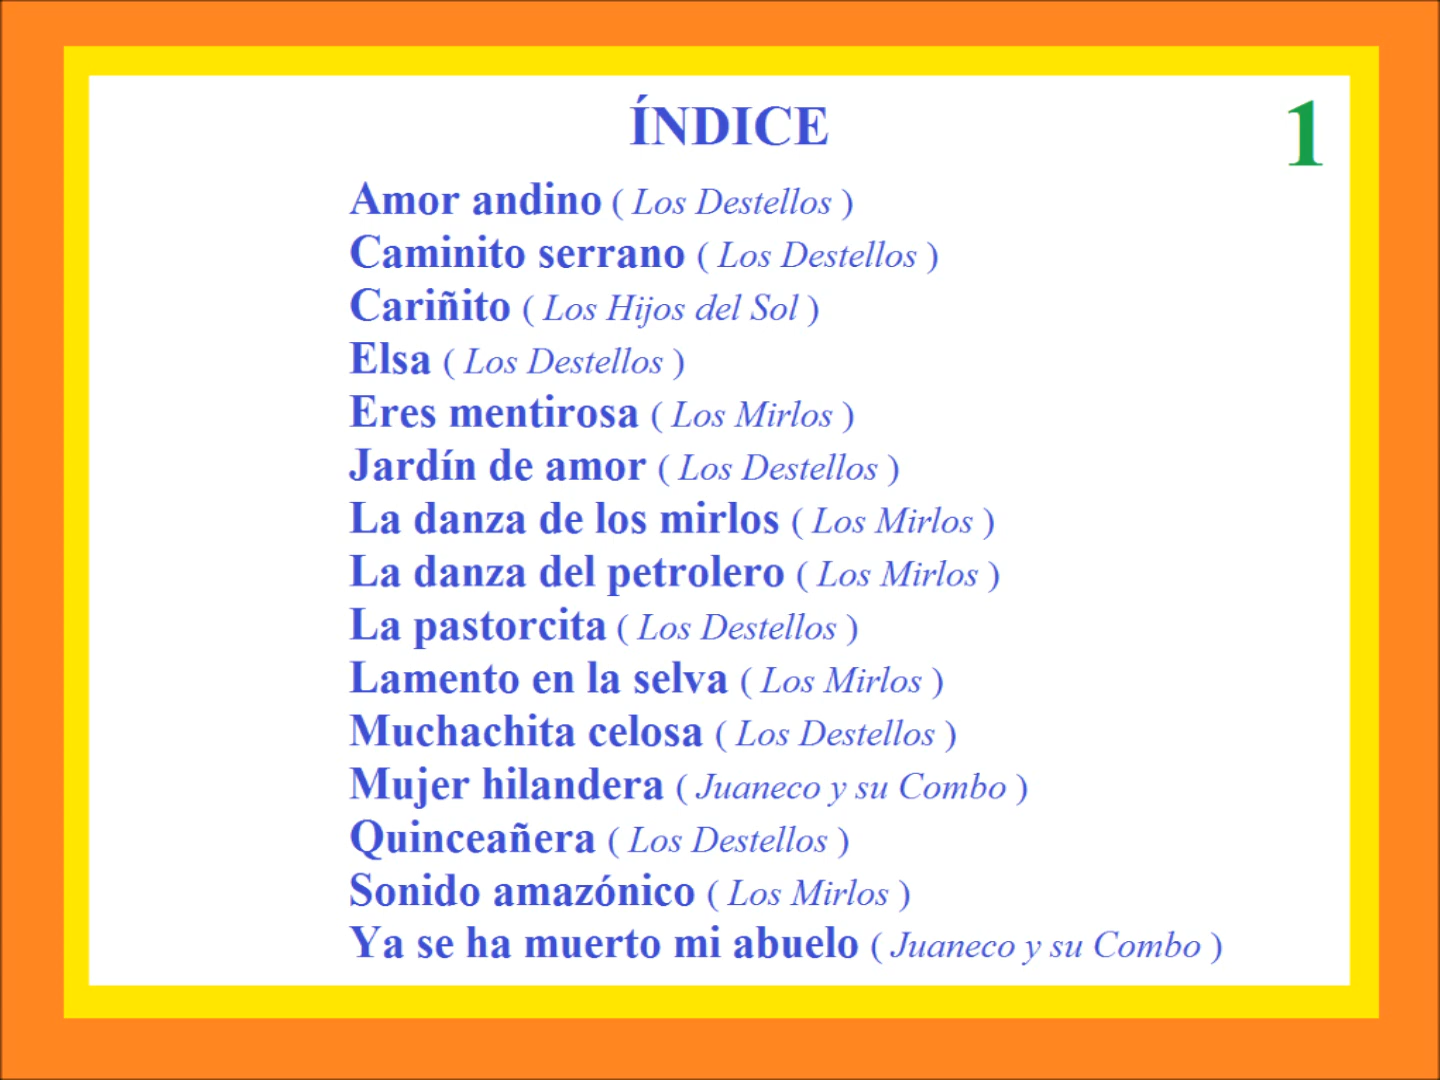 ÍNDICE
1
Amor andino ( Los Destellos )
Caminito serrano ( Los Destellos )
Cariñito ( Los Hijos del Sol )
Elsa ( Los Destellos )
Eres mentirosa ( Los Mirlos )
Jardín de amor ( Los Destellos )
La danza de los mirlos ( Los Mirlos )
La danza del petrolero ( Los Mirlos )
La pastorcita ( Los Destellos )
Lamento en la selva ( Los Mirlos )
Muchachita celosa ( Los Destellos )
Mujer hilandera ( Juaneco y su Combo )
Quinceañera ( Los Destellos )
Sonido amazónico ( Los Mirlos )
Ya se ha muerto mi abuelo ( Juaneco y su Combo )